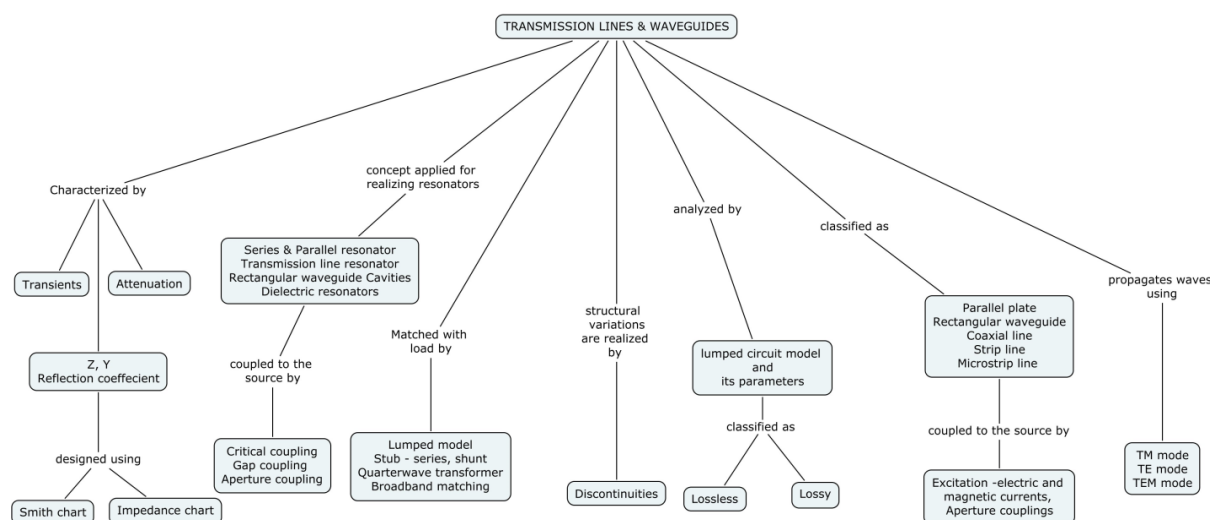 TRANSMISSION LINES & WAVEGUIDES
Characterized by
Transients
Attenuation
Z, Y
Reflection coeffecient
designed using
Smith chart
Impedance chart
concept applied for
realizing resonators
Series & Parallel resonator
Transmission line resonator
Rectangular waveguide Cavities
Dielectric resonators
coupled to the
source by
Critical coupling
Gap coupling
Aperture coupling
Matched with
load by
Lumped model
Stub - series, shunt
Quarterwave transformer
Broadband matching
structural
variations
are realized
by
Discontinuities
analyzed by
lumped circuit model
and
its parameters
classified as
Lossless
Lossy
classified as
Parallel plate
Rectangular waveguide
Coaxial line
Strip line
Microstrip line
coupled to the source by
Excitation -electric and
magnetic currents,
Aperture couplings
propagates waves
using
TM mode
TE mode
TEM mode